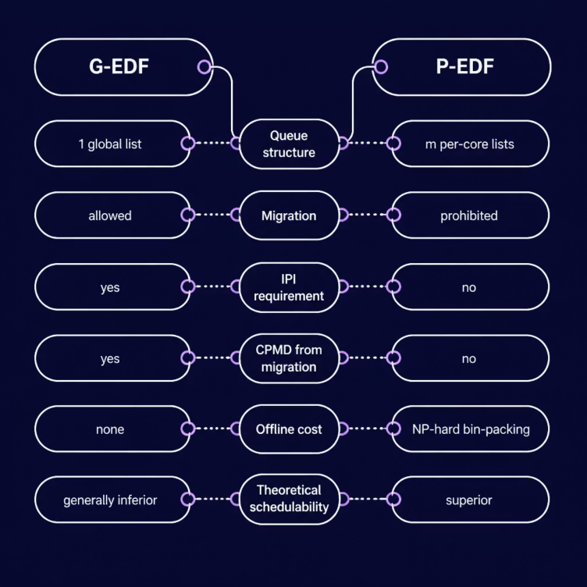 G-EDF
P-EDF
1 global list
Queue
structure
m per-core lists
allowed
Migration
prohibited
yes
IPI
requirement
no
yes
CPMD from
migration
no
none
Offline cost
NP-hard bin-packing
generally inferior
Theoretical
schedulability
superior